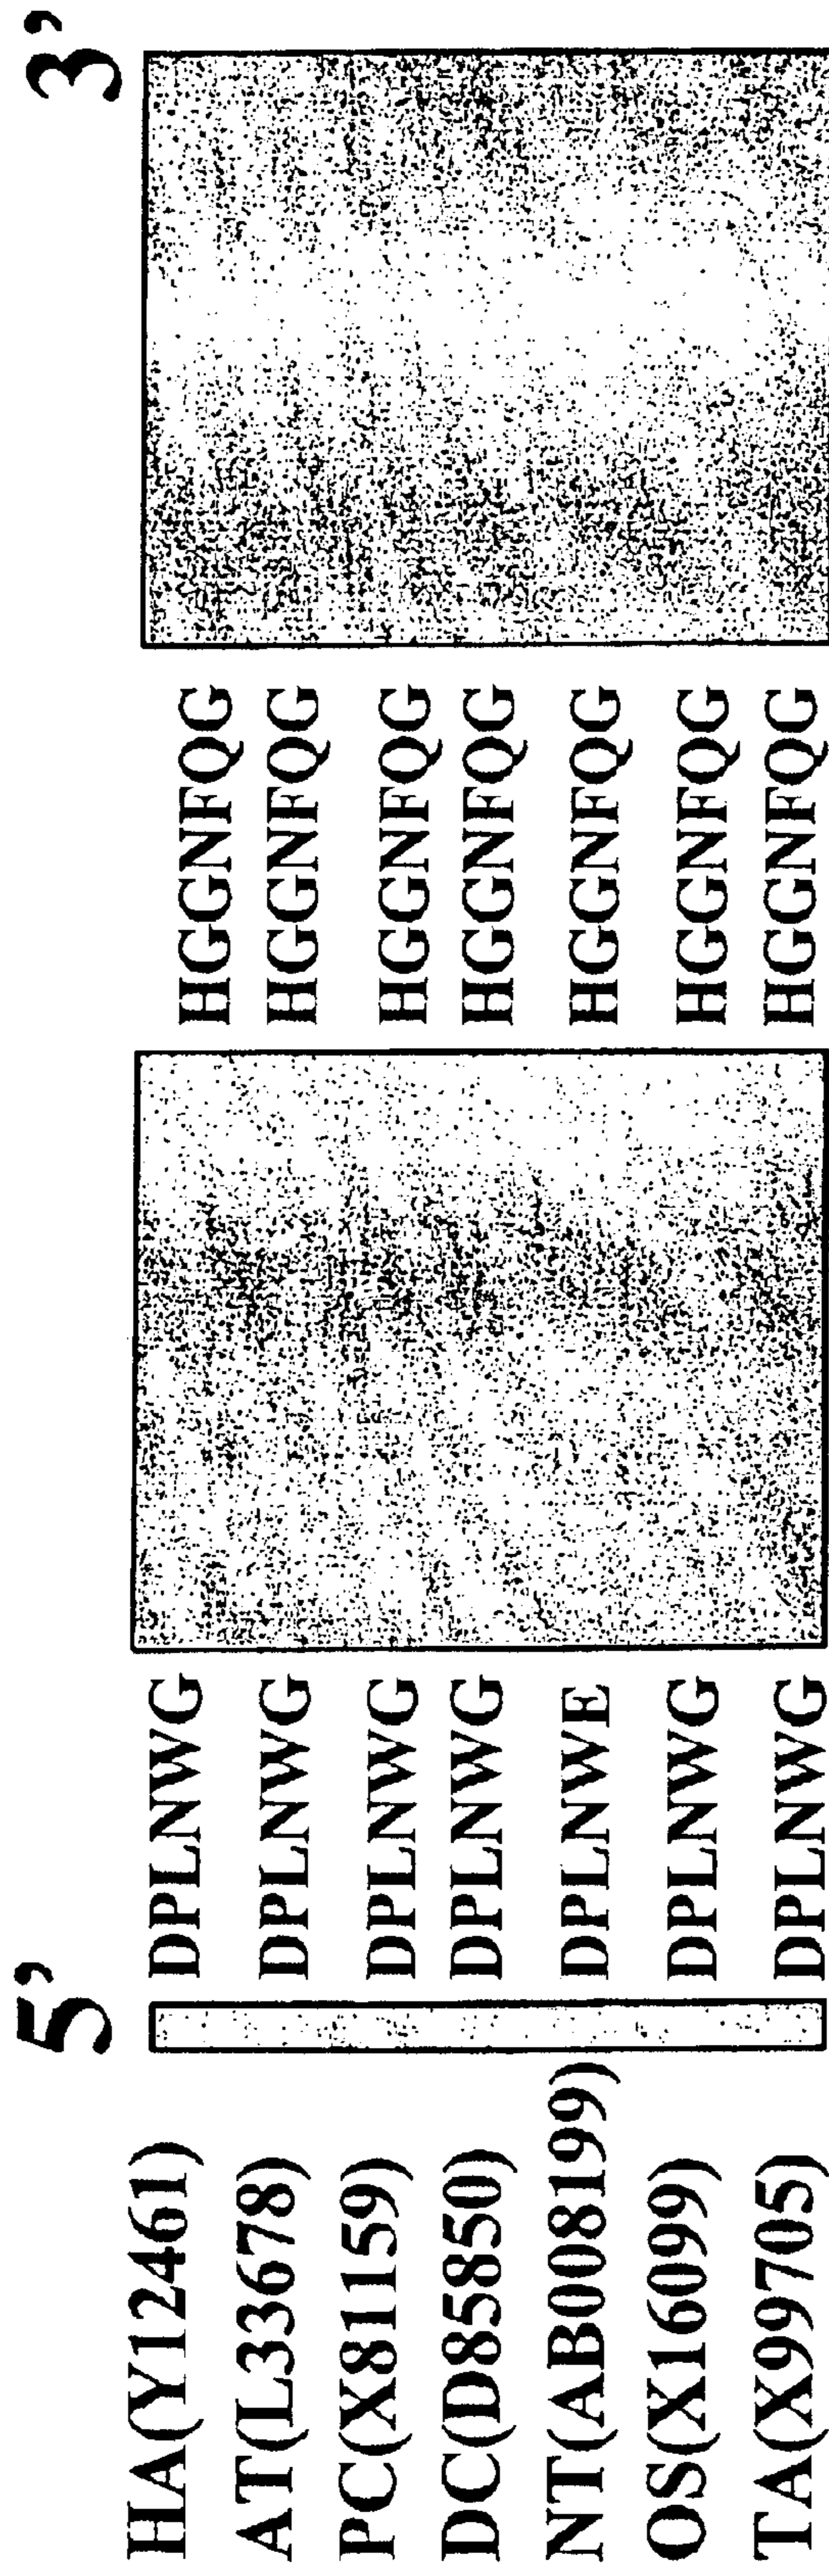 5’ 3’
HA(Y12461) DPLNWG HGGNFQG
AT(L33678) DPLNWG HGGNFQG
PC(X81159) DPLNWG HGGNFQG
DC(D85850) DPLNWG HGGNFQG
NT(AB008199) DPLNWE HGGNFQG
OS(X16099) DPLNWG HGGNFQG
TA(X99705) DPLNWG HGGNFQG